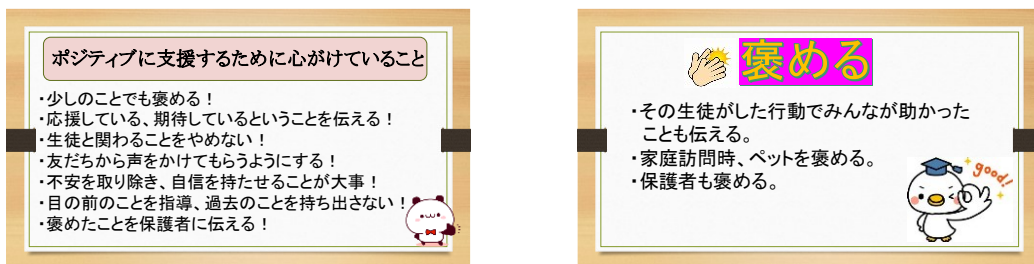 ポジティブに支援するために心がけていること
・少しのことでも褒める！
・応援している、期待しているということを伝える！
・生徒と関わることをやめない！
・友だちから声をかけてもらうようにする！
・不安を取り除き、自信を持たせることが大事！
・目の前のことを指導、過去のことを持ち出さない！
・褒めたことを保護者に伝える！
褒める
・その生徒がした行動でみんなが助かった
ことも伝える。
・家庭訪問時、ペットを褒める。
・保護者も褒める。
good!